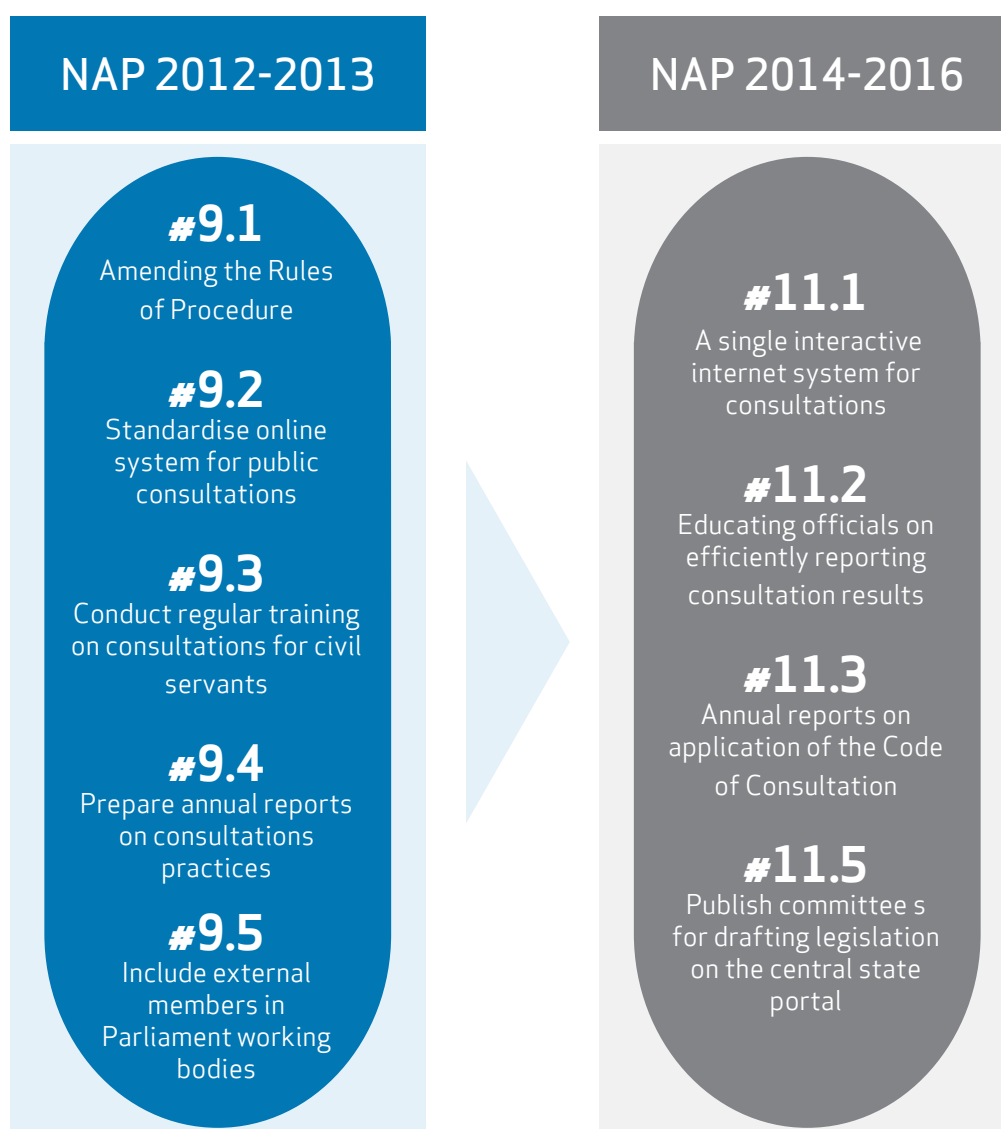 NAP 2012-2013
#9.1
Amending the Rules
of Procedure
#9.2
Standardise online
system for public
consultations
#9.3
Conduct regular training
on consultations for civil
servants
#9.4
Prepare annual reports
on consultations
practices
#9.5
Include external
members in
Parliament working
bodies
NAP 2014-2016
#11.1
A single interactive
internet system for
consultations
#11.2
Educating officials on
efficiently reporting
consultation results
#11.3
Annual reports on
application of the Code
of Consultation
#11.5
Publish committee s
for drafting legislation
on the central state
portal